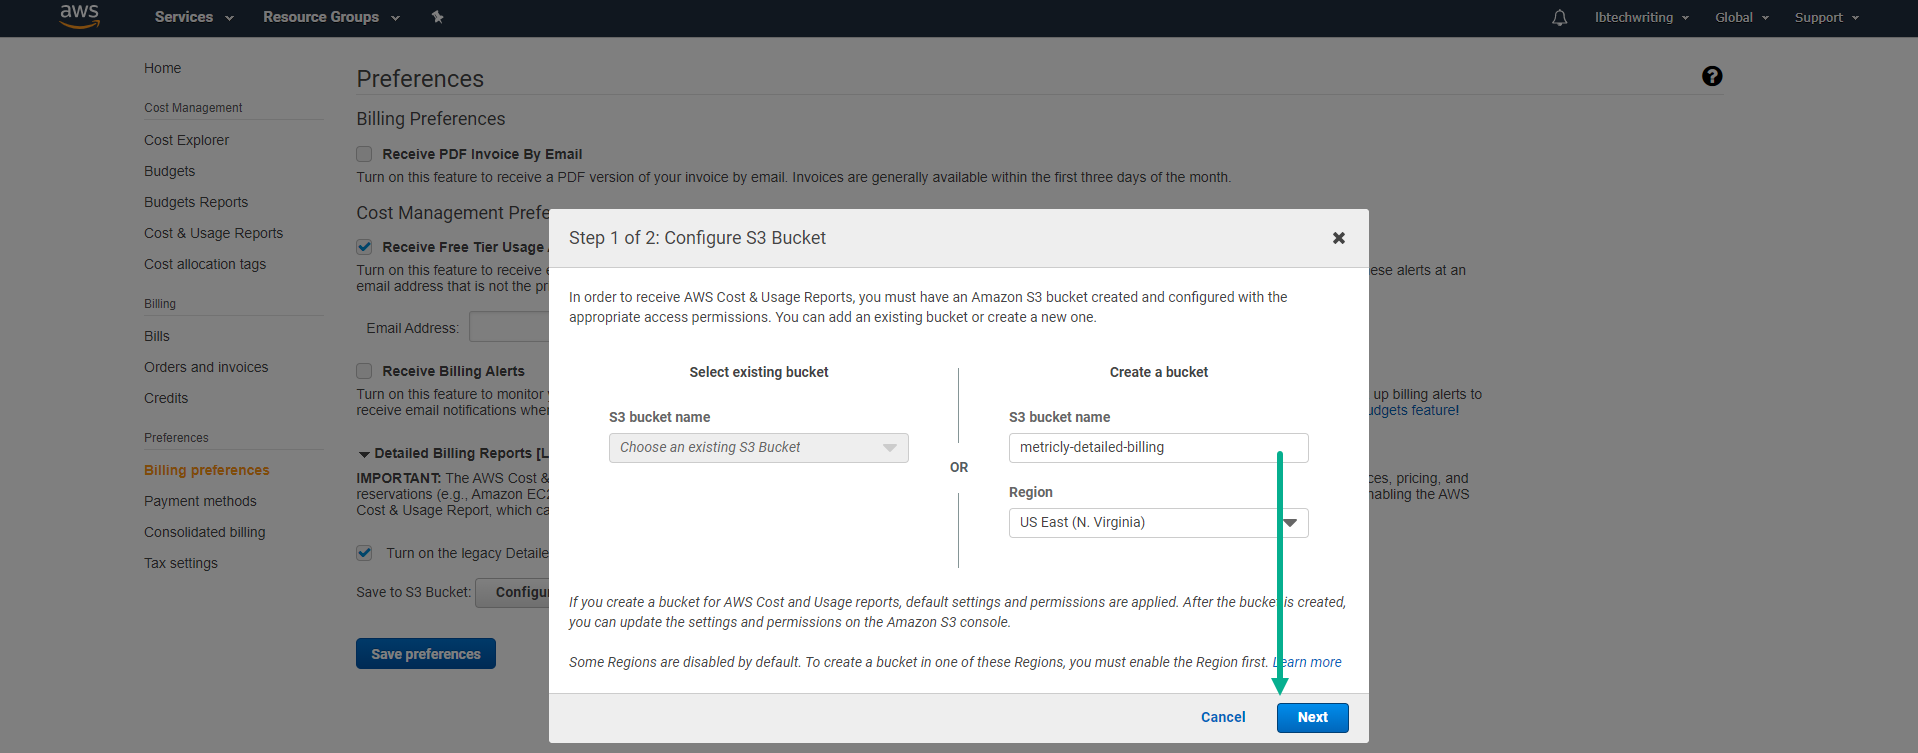 aws
Services
Resource Groups
lbtechwriting
Global
Support
Home
Cost Management
Cost Explorer
Budgets
Budgets Reports
Cost & Usage Reports
Cost allocation tags
Billing
Bills
Orders and invoices
Credits
Preferences
Billing preferences
Payment methods
Consolidated billing
Tax settings
Preferences
?
Billing Preferences
Receive PDF Invoice By Email
Turn on this feature to receive a PDF version of your invoice by email. Invoices are generally available within the first three days of the month.
Cost Management Prefe
Receive Free Tier Usage
Turn on this feature to receive ese alerts at an
email address that is not the pr
Email Address:
Receive Billing Alerts
Turn on this feature to monitor up billing alerts to
receive email notifications whe udgets feature!
Detailed Billing Reports [L
IMPORTANT: The AWS Cost & ces, pricing, and
reservations (e.g., Amazon EC2 nabling the AWS
Cost & Usage Report, which ca
Turn on the legacy Detaile
Save to S3 Bucket: Configu
Save preferences
Step 1 of 2: Configure S3 Bucket
In order to receive AWS Cost & Usage Reports, you must have an Amazon S3 bucket created and configured with the
appropriate access permissions. You can add an existing bucket or create a new one.
Select existing bucket
S3 bucket name
Choose an existing S3 Bucket
OR
Create a bucket
S3 bucket name
metricly-detailed-billing
Region
US East (N. Virginia)
If you create a bucket for AWS Cost and Usage reports, default settings and permissions are applied. After the bucket is created,
you can update the settings and permissions on the Amazon S3 console.
Some Regions are disabled by default. To create a bucket in one of these Regions, you must enable the Region first. Learn more
Cancel
Next